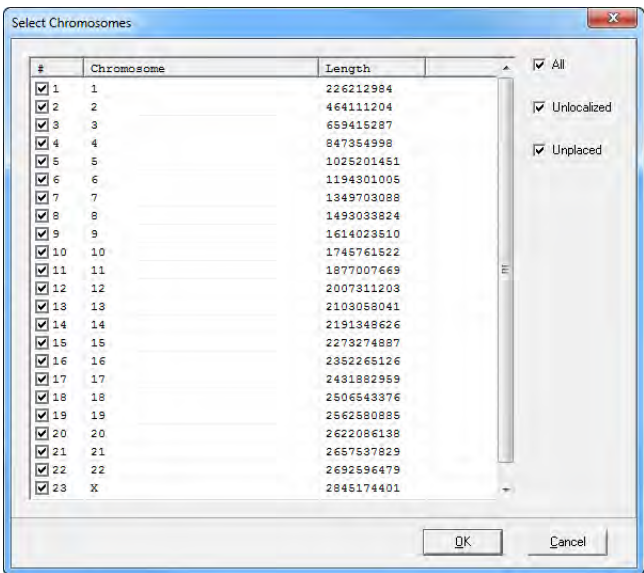 Select Chromosomes
# Chromosome Length
1 1 226212984
2 2 464111204
3 3 659415287
4 4 847354998
5 5 1025201451
6 6 1194301005
7 7 1349703088
8 8 1493033824
9 9 1614023510
10 10 1745761522
11 11 1877007669
12 12 2007311203
13 13 2103058041
14 14 2191348626
15 15 2273274887
16 16 2352265126
17 17 2431882959
18 18 2506543376
19 19 2562580885
20 20 2622086138
21 21 2657537829
22 22 2692596479
23 X 2845174401
All
Unlocalized
Unplaced
OK
Cancel